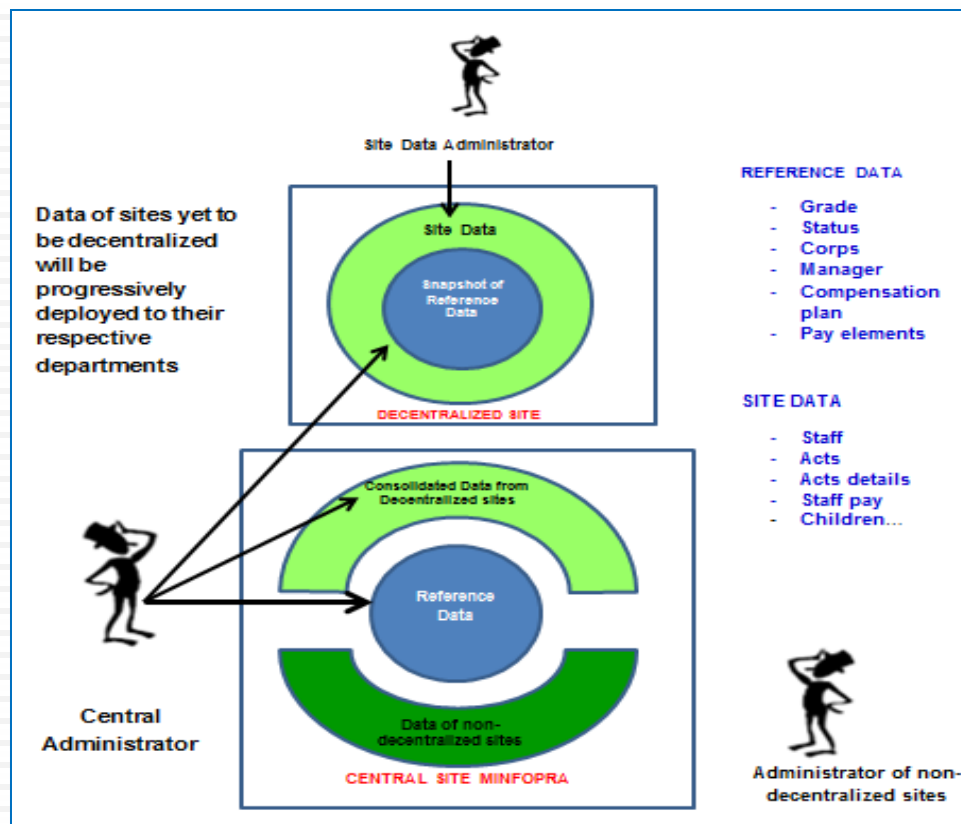 Site Data Administrator
Data of sites yet to
be decentralized
will be
progressively
deployed to their
respective
departments
Site Data
Snapshot of
Reference
Data
DECENTRALIZED SITE
REFERENCE DATA
- Grade
- Status
- Corps
- Manager
- Compensation
plan
- Pay elements
SITE DATA
- Staff
- Acts
- Acts details
- Staff pay
- Children...
Consolidated Data from
Decentralized sites
Reference
Data
Data of non-
decentralized sites
CENTRAL SITE MINFOPRA
Central
Administrator
Administrator of non-
decentralized sites